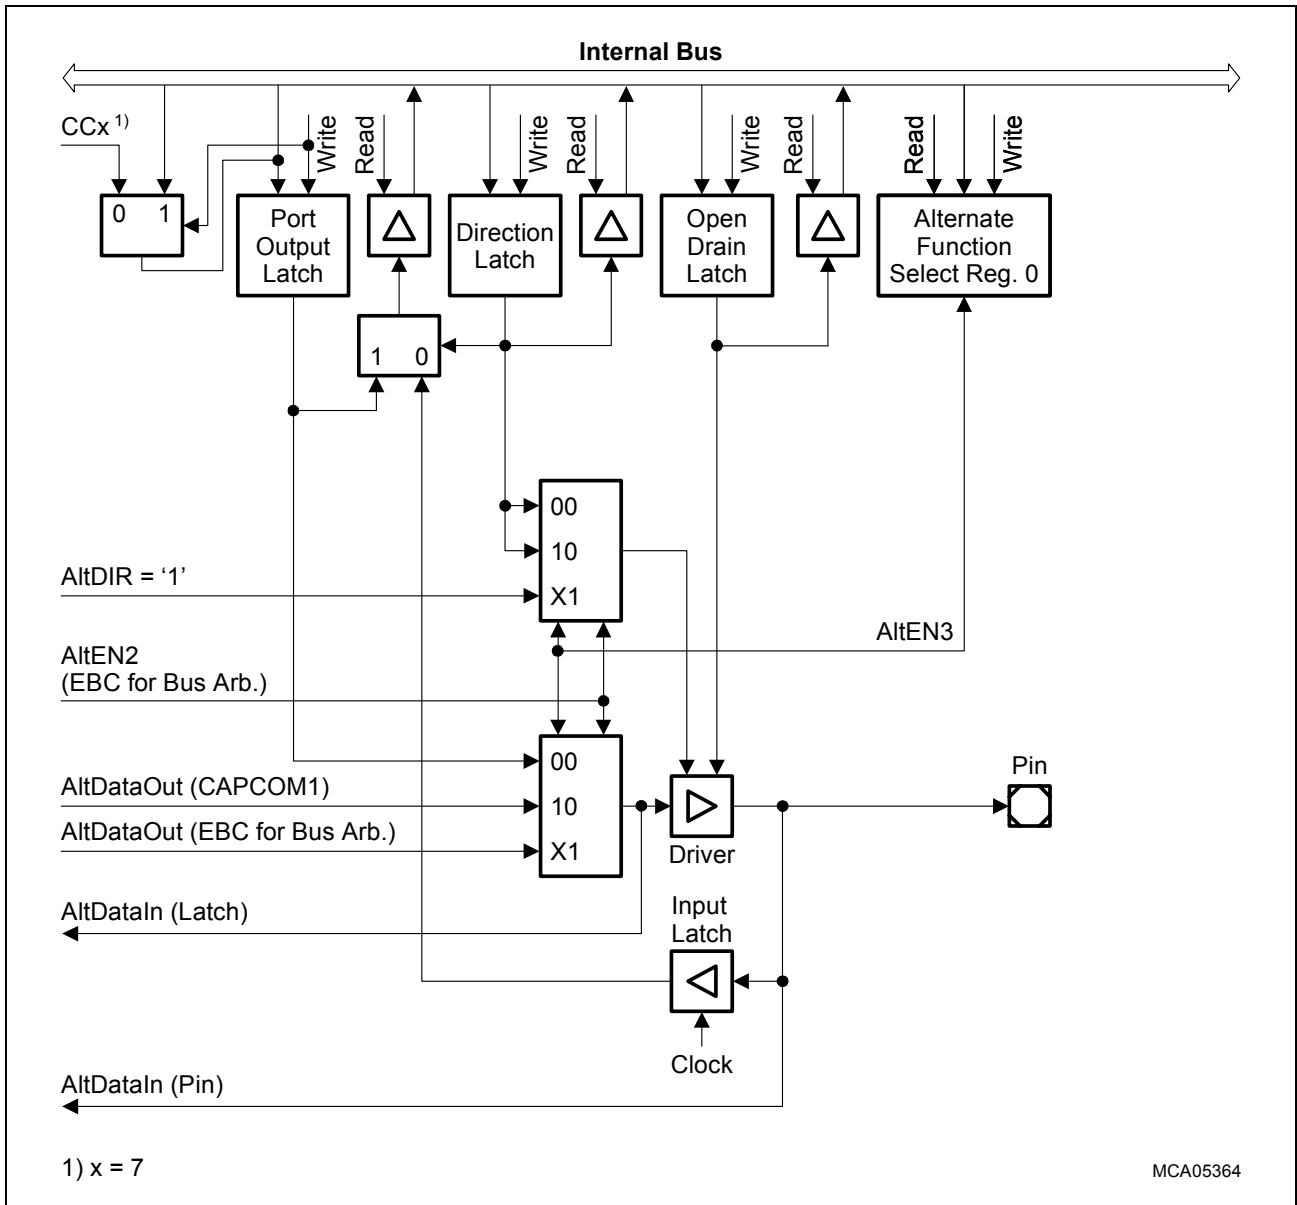 Internal Bus
CCx 1)
Write
Read
Write
Read
Write
Read
Read
Write
0 1
Port
Output
Latch
Direction
Latch
Open
Drain
Latch
Alternate
Function
Select Reg. 0
1 0
00
10
X1
AltDIR = ‘1’
AltEN3
AltEN2
(EBC for Bus Arb.)
00
10
X1
AltDataOut (CAPCOM1)
AltDataOut (EBC for Bus Arb.)
Driver
Pin
AltDataIn (Latch)
Input
Latch
Clock
AltDataIn (Pin)
1) x = 7
MCA05364